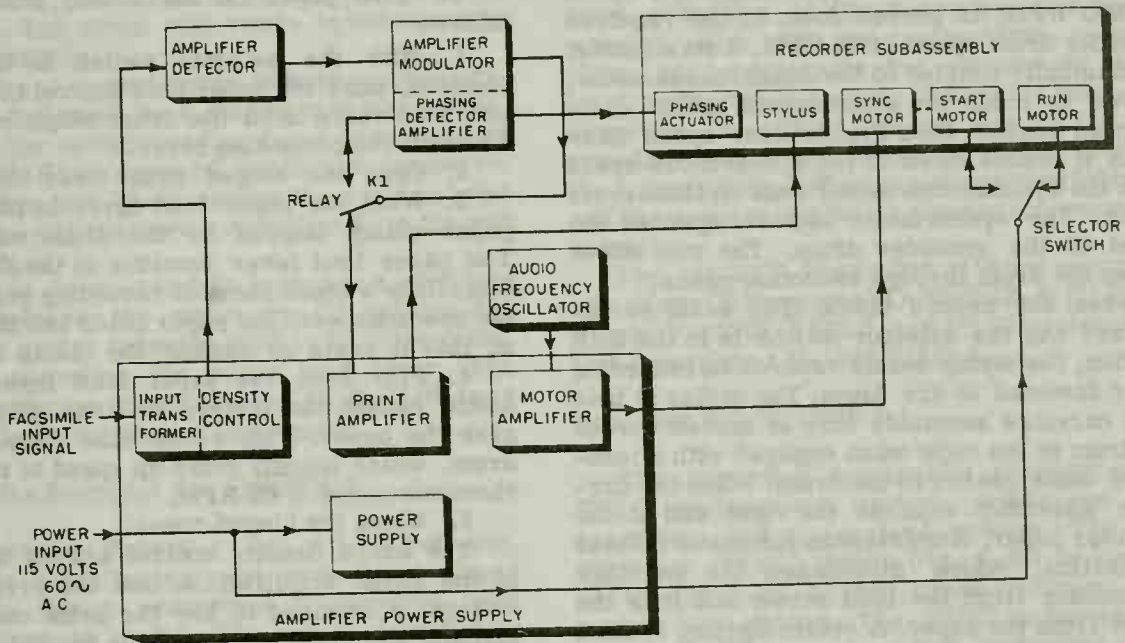 AMPLIFIER
DETECTOR
AMPLIFIER
MODULATOR
PHASING
DETECTOR
AMPLIFIER
RECORDER SUBASSEMBLY
PHASING
ACTUATOR
STYLUS
SYNC
MOTOR
START
MOTOR
RUN
MOTOR
K1
RELAY
SELECTOR
SWITCH
AUDIO
FREQUENCY
OSCILLATOR
FACSIMILE
INPUT
SIGNAL
INPUT
TRANS
FORMER
DENSITY
CONTROL
PRINT
AMPLIFIER
MOTOR
AMPLIFIER
POWER
INPUT
115 VOLTS
60~
A C
POWER
SUPPLY
AMPLIFIER POWER SUPPLY